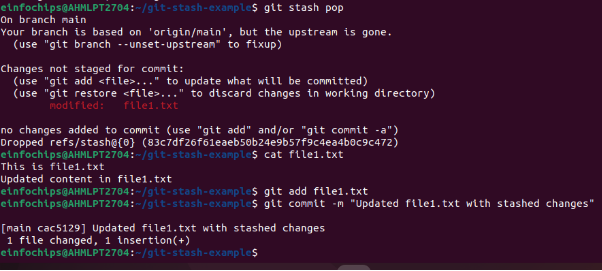 einfochips@AHMLPT2704:~/git-stash-example$ git stash pop
On branch main
Your branch is based on 'origin/main', but the upstream is gone.
  (use "git branch --unset-upstream" to fixup)

Changes not staged for commit:
  (use "git add <file>..." to update what will be committed)
  (use "git restore <file>..." to discard changes in working directory)
        modified:   file1.txt

no changes added to commit (use "git add" and/or "git commit -a")
Dropped refs/stash@{0} (83c7df26f61eaeb50b24e9b57f9c4ea4b0c9c472)
einfochips@AHMLPT2704:~/git-stash-example$ cat file1.txt
This is file1.txt
Updated content in file1.txt
einfochips@AHMLPT2704:~/git-stash-example$ git add file1.txt
einfochips@AHMLPT2704:~/git-stash-example$ git commit -m "Updated file1.txt with stashed changes"

[main cac5129] Updated file1.txt with stashed changes
 1 file changed, 1 insertion(+)
einfochips@AHMLPT2704:~/git-stash-example$